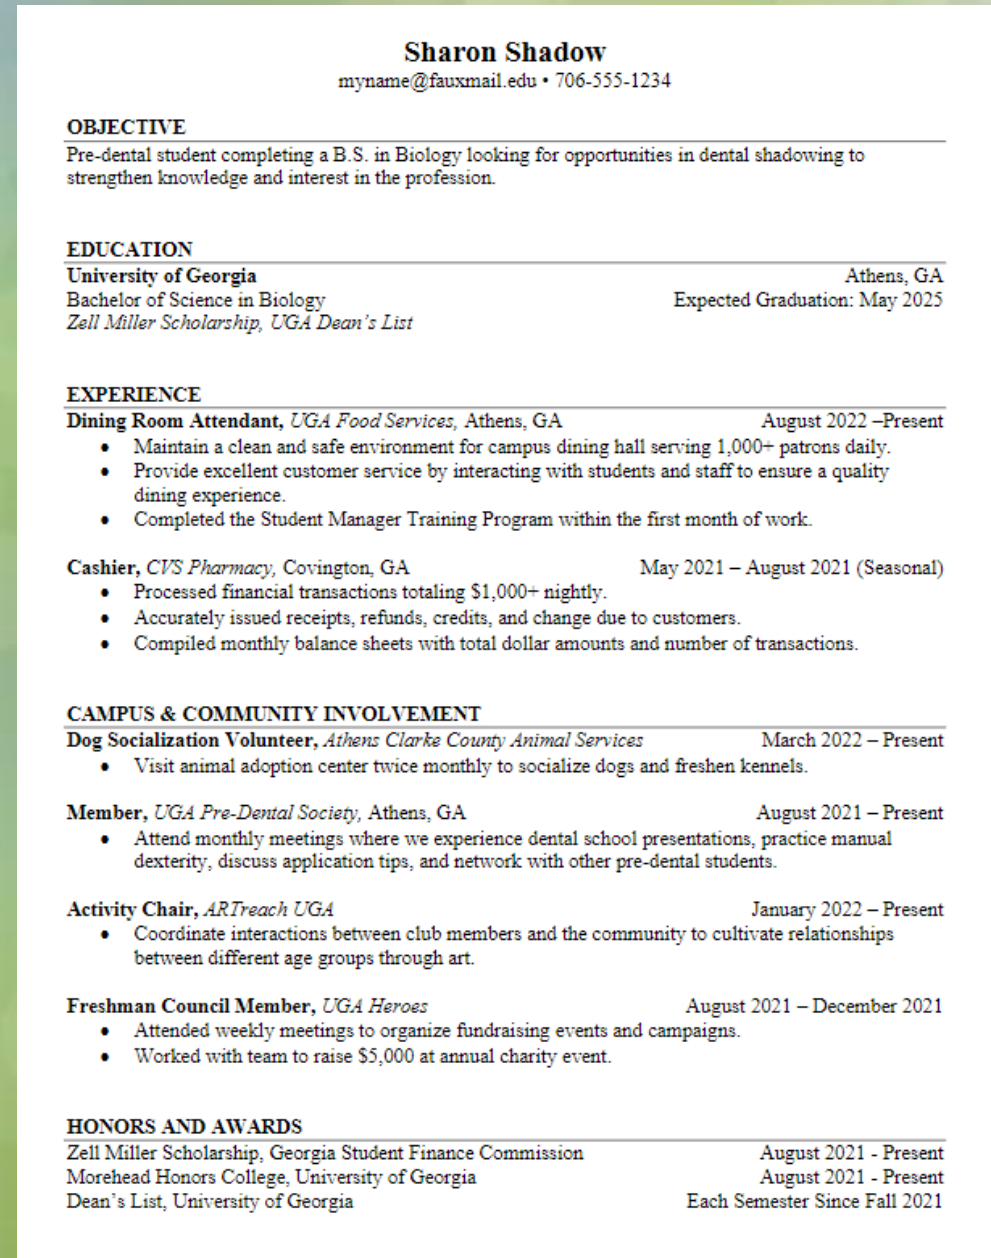 Sharon Shadow
myname@fauxmail.edu • 706-555-1234
OBJECTIVE
Pre-dental student completing a B.S. in Biology looking for opportunities in dental shadowing to
strengthen knowledge and interest in the profession.
EDUCATION
University of Georgia Athens, GA
Bachelor of Science in Biology Expected Graduation: May 2025
Zell Miller Scholarship, UGA Dean's List
EXPERIENCE
Dining Room Attendant, UGA Food Services, Athens, GA August 2022 –Present
• Maintain a clean and safe environment for campus dining hall serving 1,000+ patrons daily.
• Provide excellent customer service by interacting with students and staff to ensure a quality
dining experience.
• Completed the Student Manager Training Program within the first month of work.
Cashier, CVS Pharmacy, Covington, GA May 2021 – August 2021 (Seasonal)
• Processed financial transactions totaling $1,000+ nightly.
• Accurately issued receipts, refunds, credits, and change due to customers.
• Compiled monthly balance sheets with total dollar amounts and number of transactions.
CAMPUS & COMMUNITY INVOLVEMENT
Dog Socialization Volunteer, Athens Clarke County Animal Services March 2022 – Present
• Visit animal adoption center twice monthly to socialize dogs and freshen kennels.
Member, UGA Pre-Dental Society, Athens, GA August 2021 – Present
• Attend monthly meetings where we experience dental school presentations, practice manual
dexterity, discuss application tips, and network with other pre-dental students.
Activity Chair, ARTreach UGA January 2022 – Present
• Coordinate interactions between club members and the community to cultivate relationships
between different age groups through art.
Freshman Council Member, UGA Heroes August 2021 – December 2021
• Attended weekly meetings to organize fundraising events and campaigns.
• Worked with team to raise $5,000 at annual charity event.
HONORS AND AWARDS
Zell Miller Scholarship, Georgia Student Finance Commission August 2021 - Present
Morehead Honors College, University of Georgia August 2021 - Present
Dean's List, University of Georgia Each Semester Since Fall 2021